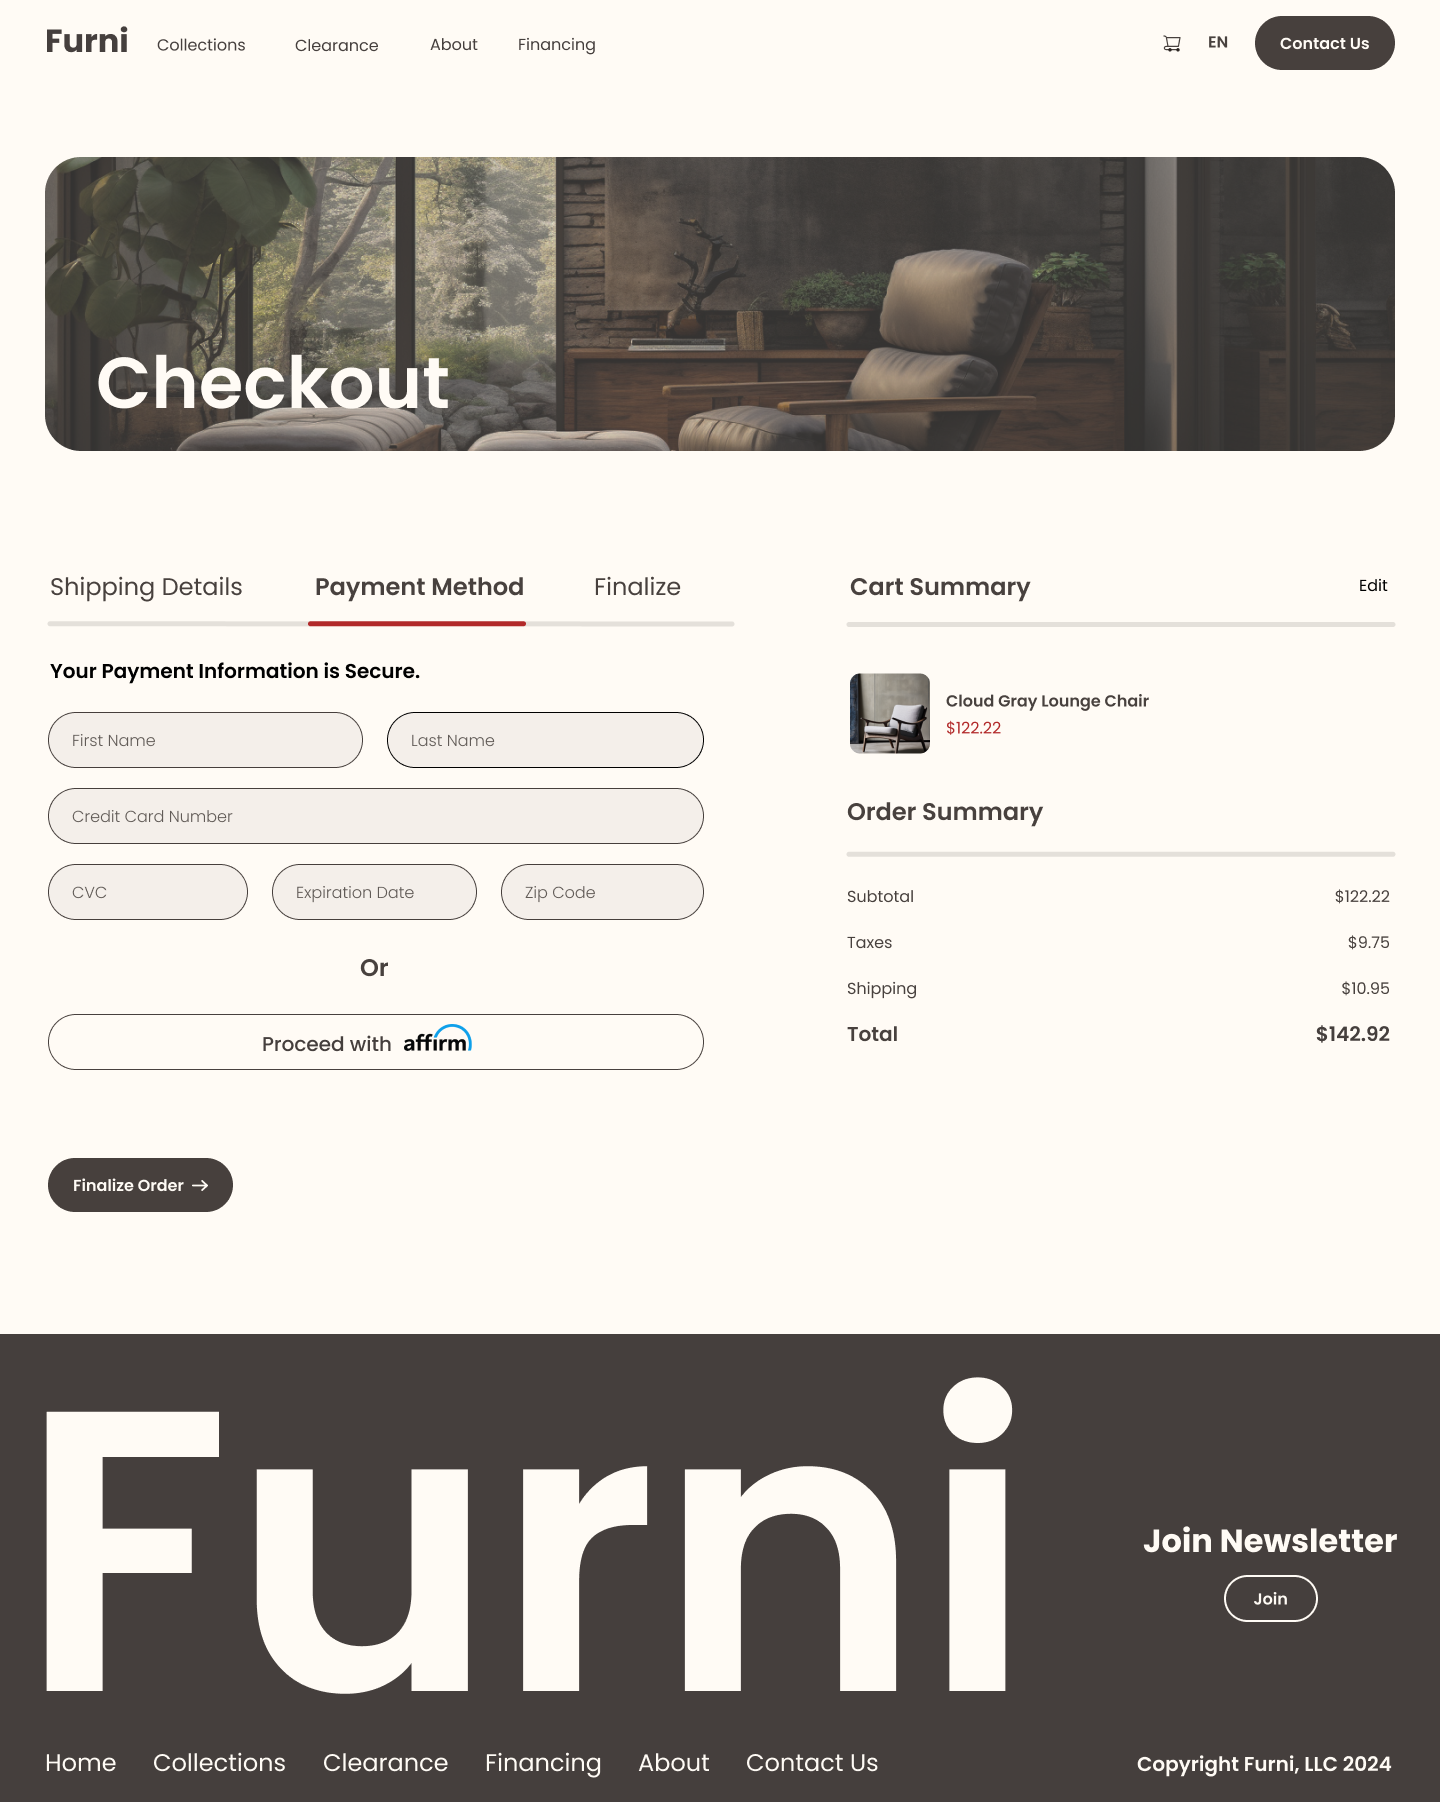 Furni
Collections
Clearance
About
Financing
EN
Contact Us
Checkout
Shipping Details
Payment Method
Finalize
Your Payment Information is Secure.
First Name
Last Name
Credit Card Number
CVC
Expiration Date
Zip Code
Or
Proceed with affirm
Finalize Order
Cart Summary
Edit
Cloud Gray Lounge Chair
$122.22
Order Summary
Subtotal $122.22
Taxes $9.75
Shipping $10.95
Total $142.92
Furni
Join Newsletter
Join
Home
Collections
Clearance
Financing
About
Contact Us
Copyright Furni, LLC 2024